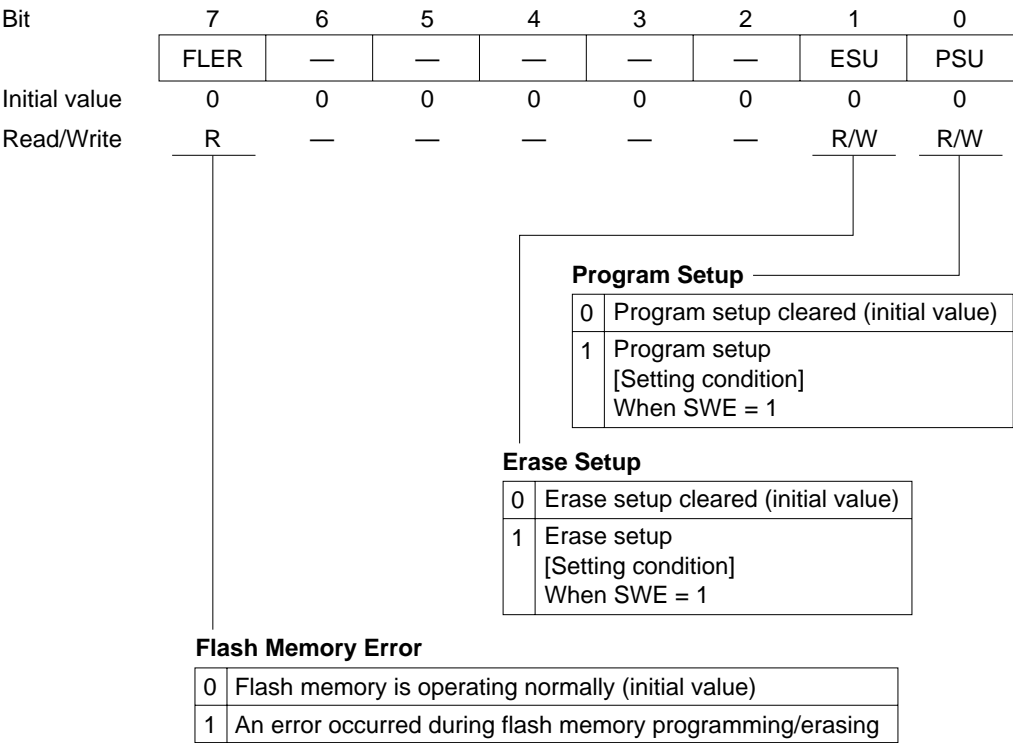 Bit 7 6 5 4 3 2 1 0
FLER — — — — — ESU PSU
Initial value 0 0 0 0 0 0 0 0
Read/Write R — — — — — R/W R/W
Program Setup
0 Program setup cleared (initial value)
1 Program setup
[Setting condition]
When SWE = 1
Erase Setup
0 Erase setup cleared (initial value)
1 Erase setup
[Setting condition]
When SWE = 1
Flash Memory Error
0 Flash memory is operating normally (initial value)
1 An error occurred during flash memory programming/erasing